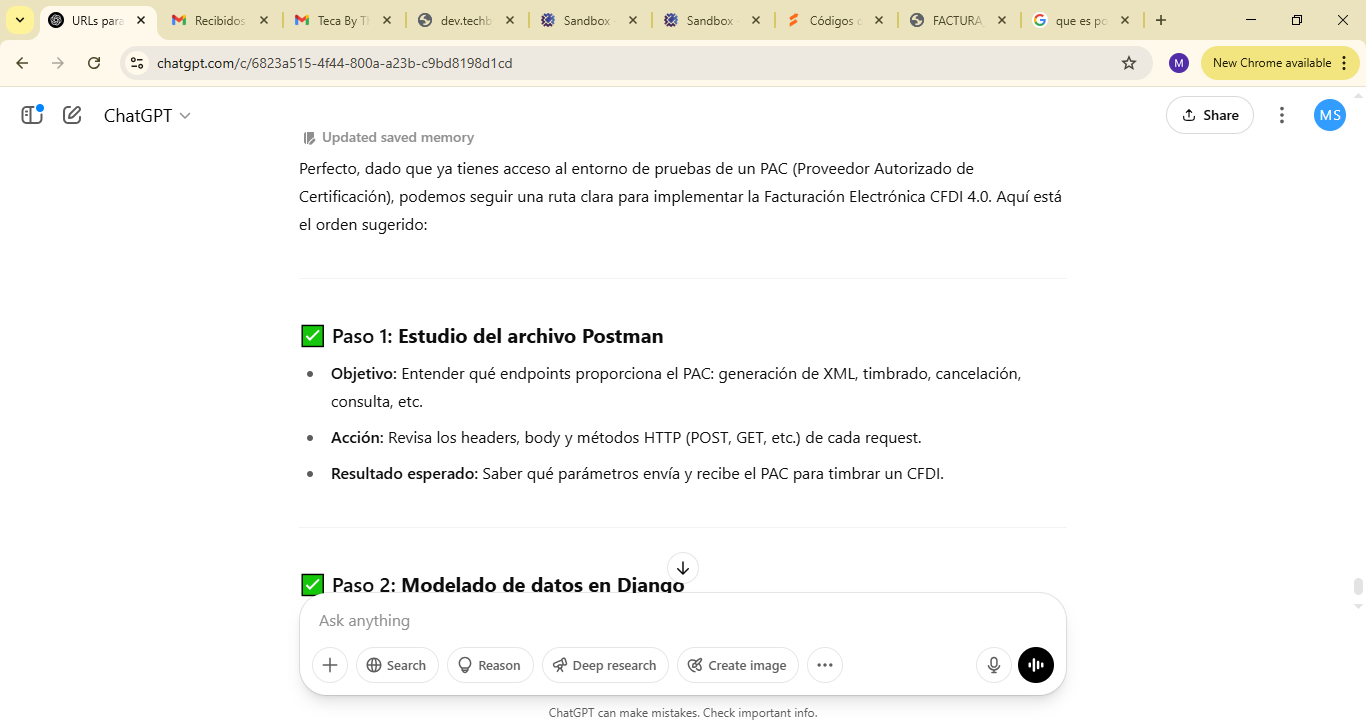 URLs para
Recibidos
Teca By Th
dev.techb
Sandbox -
Sandbox -
Códigos d
FACTURA_
que es po
chatgpt.com/c/6823a515-4f44-800a-a23b-c9bd8198d1cd
M
New Chrome available
ChatGPT
Share
MS
Updated saved memory
Perfecto, dado que ya tienes acceso al entorno de pruebas de un PAC (Proveedor Autorizado de
Certificación), podemos seguir una ruta clara para implementar la Facturación Electrónica CFDI 4.0. Aquí está
el orden sugerido:
Paso 1: Estudio del archivo Postman
• Objetivo: Entender qué endpoints proporciona el PAC: generación de XML, timbrado, cancelación,
consulta, etc.
• Acción: Revisa los headers, body y métodos HTTP (POST, GET, etc.) de cada request.
• Resultado esperado: Saber qué parámetros envía y recibe el PAC para timbrar un CFDI.
Paso 2: Modelado de datos en Django
Ask anything
Search
Reason
Deep research
Create image
ChatGPT can make mistakes. Check important info.